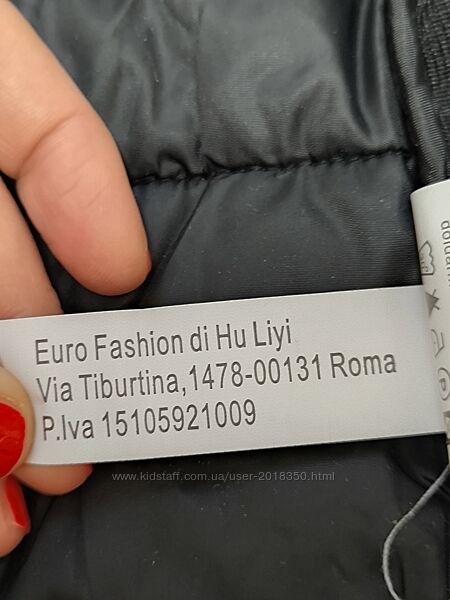 Euro Fashion di Hu Liyi
Via Tiburtina,1478-00131 Roma
P.Iva 15105921009
www.kidstaff.com.ua/user-2018350.html